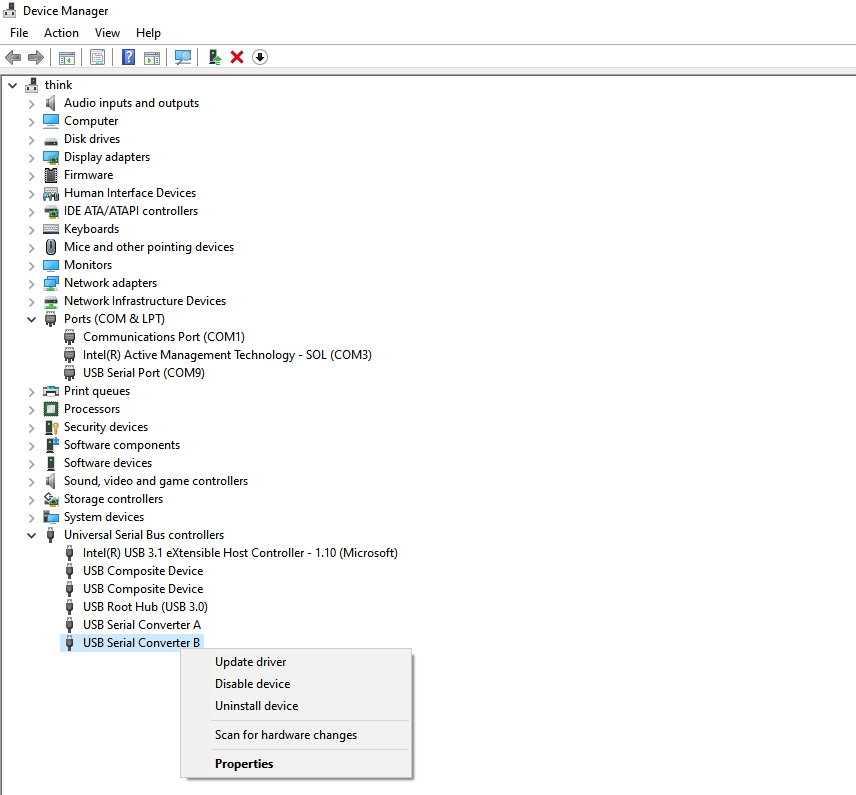 Device Manager
File Action View Help
think
Audio inputs and outputs
Computer
Disk drives
Display adapters
Firmware
Human Interface Devices
IDE ATA/ATAPI controllers
Keyboards
Mice and other pointing devices
Monitors
Network adapters
Network Infrastructure Devices
Ports (COM & LPT)
Communications Port (COM1)
Intel(R) Active Management Technology - SOL (COM3)
USB Serial Port (COM9)
Print queues
Processors
Security devices
Software components
Software devices
Sound, video and game controllers
Storage controllers
System devices
Universal Serial Bus controllers
Intel(R) USB 3.1 eXtensible Host Controller - 1.10 (Microsoft)
USB Composite Device
USB Composite Device
USB Root Hub (USB 3.0)
USB Serial Converter A
USB Serial Converter B
Update driver
Disable device
Uninstall device
Scan for hardware changes
Properties